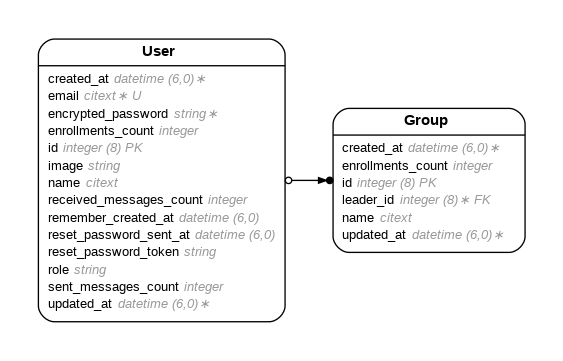 User
created_at datetime (6,0)∗
email citext∗ U
encrypted_password string∗
enrollments_count integer
id integer (8) PK
image string
name citext
received_messages_count integer
remember_created_at datetime (6,0)
reset_password_sent_at datetime (6,0)
reset_password_token string
role string
sent_messages_count integer
updated_at datetime (6,0)∗
Group
created_at datetime (6,0)∗
enrollments_count integer
id integer (8) PK
leader_id integer (8)∗ FK
name citext
updated_at datetime (6,0)∗